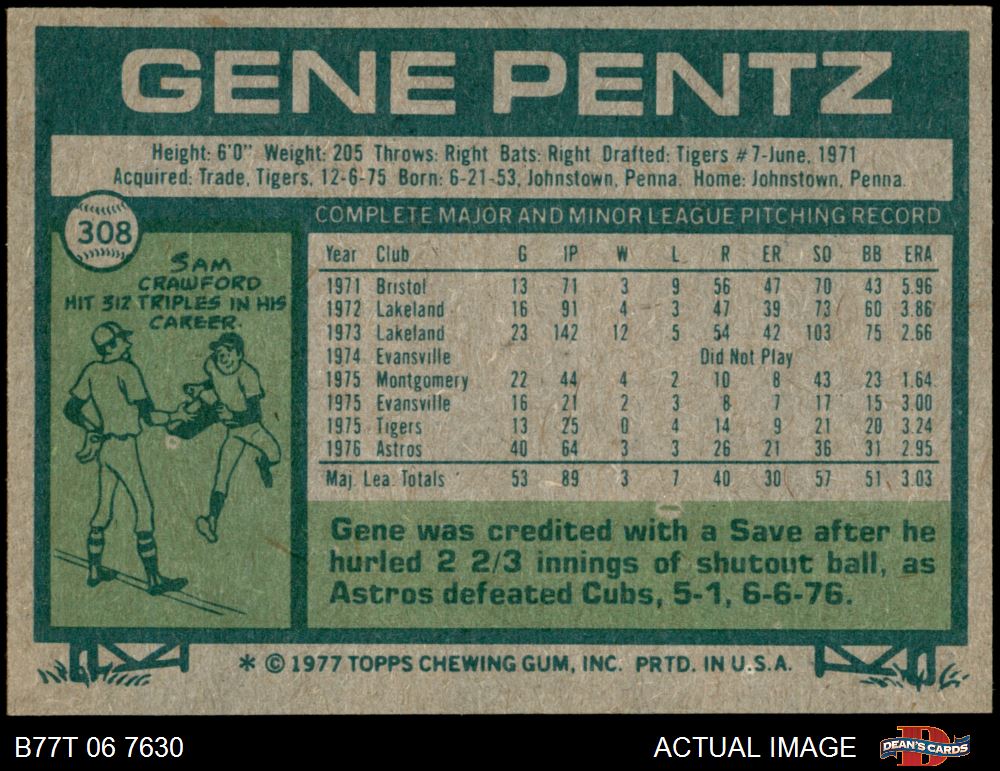 GENE PENTZ
Height: 6'0" Weight: 205 Throws: Right Bats: Right Drafted: Tigers #7-June, 1971
Acquired: Trade, Tigers, 12-6-75 Born: 6-21-53, Johnstown, Penna. Home: Johnstown, Penna.
308
SAM
CRAWFORD
HIT 312 TRIPLES IN HIS
CAREER.
COMPLETE MAJOR AND MINOR LEAGUE PITCHING RECORD
Year Club G IP W L R ER SO BB ERA
1971 Bristol 13 71 3 9 56 47 70 43 5.96
1972 Lakeland 16 91 4 3 47 39 73 60 3.86
1973 Lakeland 23 142 12 5 54 42 103 75 2.66
1974 Evansville Did Not Play
1975 Montgomery 22 44 4 2 10 8 43 23 1.64
1975 Evansville 16 21 2 3 8 7 17 15 3.00
1975 Tigers 13 25 0 4 14 9 21 20 3.24
1976 Astros 40 64 3 3 26 21 36 31 2.95
Maj. Lea. Totals 53 89 3 7 40 30 57 51 3.03
Gene was credited with a Save after he
hurled 2 2/3 innings of shutout ball, as
Astros defeated Cubs, 5-1, 6-6-76.
* © 1977 TOPPS CHEWING GUM, INC. PRTD. IN U.S.A.
B77T 06 7630
ACTUAL IMAGE
DEAN'S CARDS